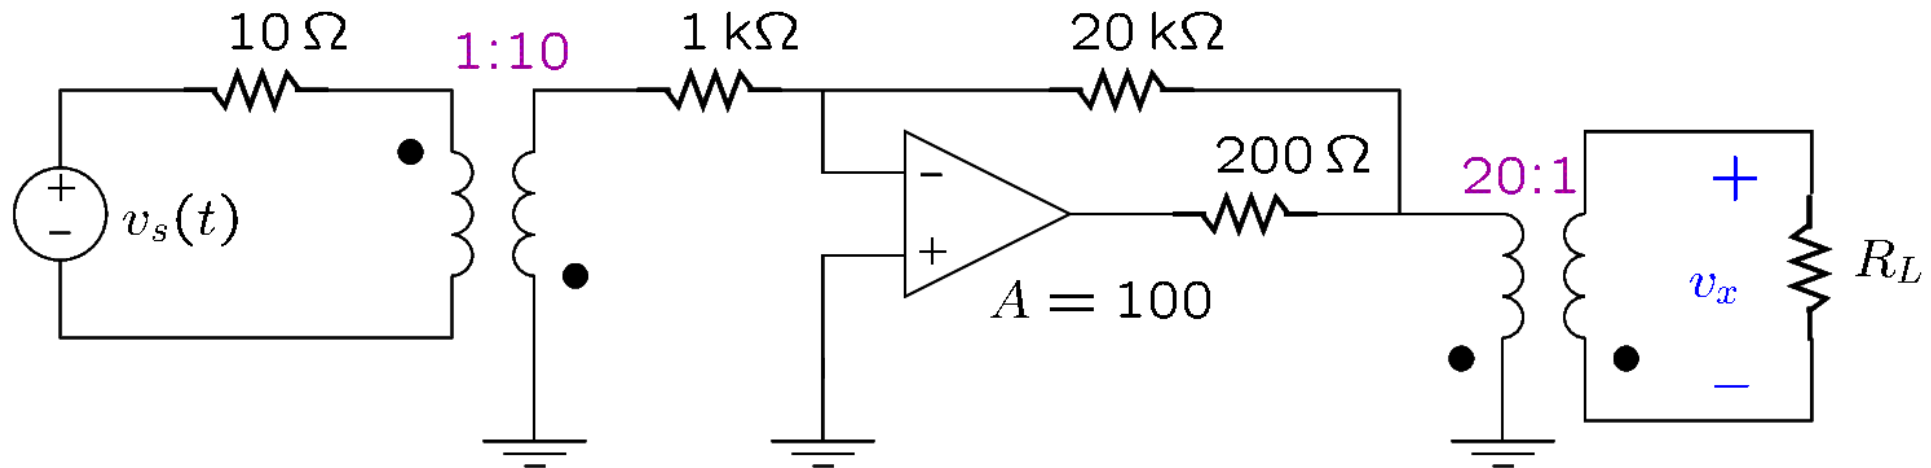 10 Ω
1:10
1 kΩ
20 kΩ
200 Ω
20:1
+
-
v_s(t)
-
+
A = 100
+
v_x
-
R_L